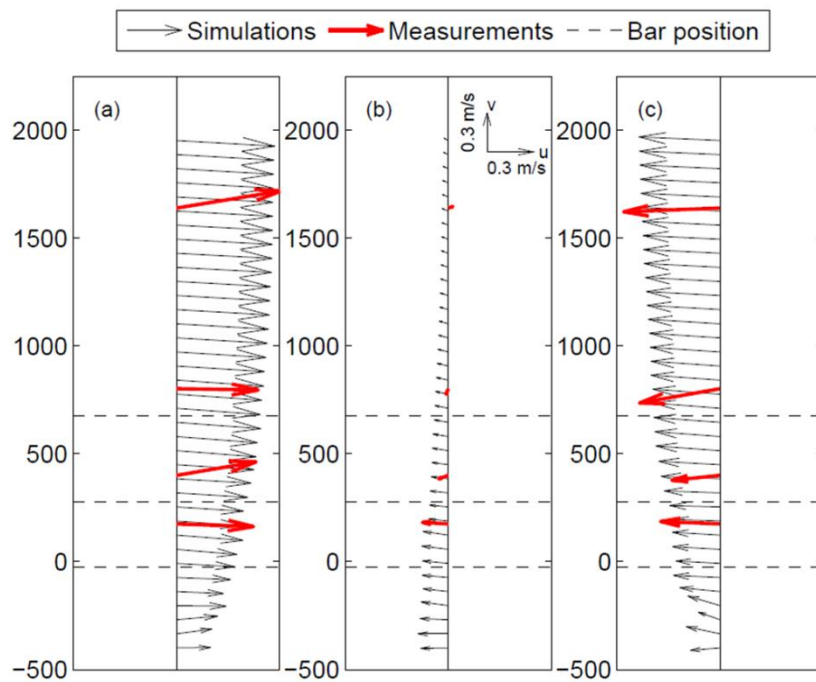 Simulations Measurements Bar position
(a) (b) (c)
0.3 m/s v
u
0.3 m/s
2000 2000 2000
1500 1500 1500
1000 1000 1000
500 500 500
0 0 0
−500 −500 −500